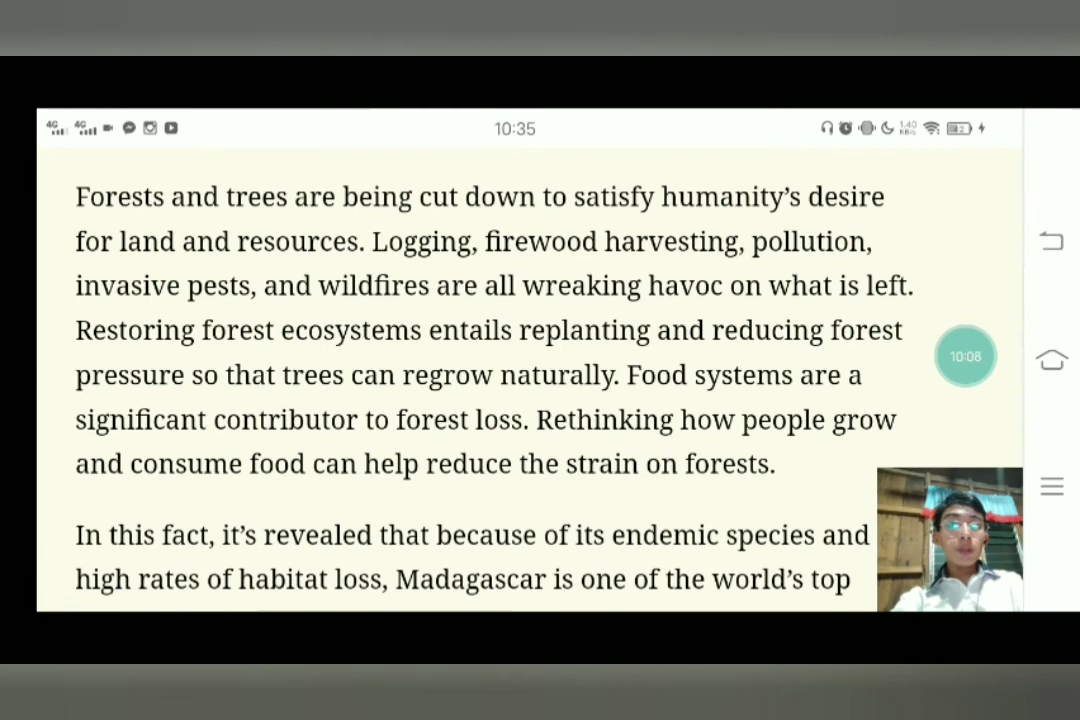 4G 4G 10:35 1.40 KB/s
Forests and trees are being cut down to satisfy humanity’s desire
for land and resources. Logging, firewood harvesting, pollution,
invasive pests, and wildfires are all wreaking havoc on what is left.
Restoring forest ecosystems entails replanting and reducing forest
10:08
pressure so that trees can regrow naturally. Food systems are a
significant contributor to forest loss. Rethinking how people grow
and consume food can help reduce the strain on forests.
In this fact, it’s revealed that because of its endemic species and
high rates of habitat loss, Madagascar is one of the world’s top